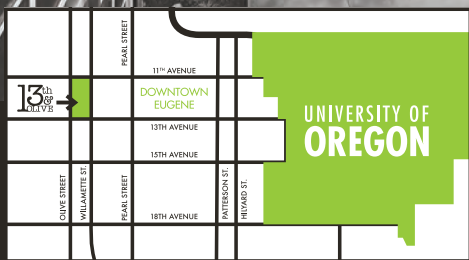 PEARL STREET
11TH AVENUE
13th
&
OLIVE
DOWNTOWN
EUGENE
UNIVERSITY OF
OREGON
13TH AVENUE
15TH AVENUE
OLIVE STREET
WILLAMETTE ST.
PEARL STREET
PATTERSON ST.
HILYARD ST.
18TH AVENUE